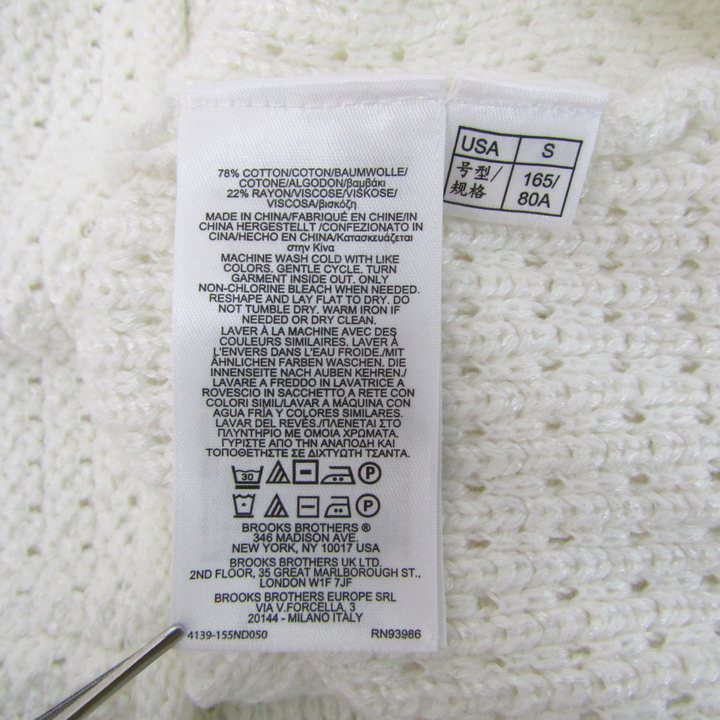 78% COTTON/COTON/BAUMWOLLE/
COTONE/ALGODON/βαμβάκι
22% RAYON/VISCOSE/VISKOSE/
VISCOSA/βισκόζη
MADE IN CHINA/FABRIQUÉ EN CHINE/IN
CHINA HERGESTELLT /CONFEZIONATO IN
CINA/HECHO EN CHINA/Κατασκευάζεται
στην Κίνα
MACHINE WASH COLD WITH LIKE
COLORS. GENTLE CYCLE. TURN
GARMENT INSIDE OUT. ONLY
NON-CHLORINE BLEACH WHEN NEEDED.
RESHAPE AND LAY FLAT TO DRY. DO
NOT TUMBLE DRY. WARM IRON IF
NEEDED OR DRY CLEAN.
LAVER À LA MACHINE AVEC DES
COULEURS SIMILAIRES. LAVER À
L'ENVERS DANS L'EAU FROIDE./MIT
ÄHNLICHEN FARBEN WASCHEN. DIE
INNENSEITE NACH AUBEN KEHREN./
LAVARE A FREDDO IN LAVATRICE A
ROVESCIO IN SACCHETTO A RETE CON
COLORI SIMILI/LAVAR A MÁQUINA CON
AGUA FRÍA Y COLORES SIMILARES.
LAVAR DEL REVÉS./ΠΛΕΝΕΤΑΙ ΣΤΟ
ΠΛΥΝΤΗΡΙΟ ΜΕ ΟΜΟΙΑ ΧΡΩΜΑΤΑ.
ΓΥΡΙΣΤΕ ΑΠΟ ΤΗΝ ΑΝΑΠΟΔΗ ΚΑΙ
ΤΟΠΟΘΕΤΗΣΤΕ ΣΕ ΔΙΧΤΥΩΤΗ ΤΣΑΝΤΑ.
30 P
P
BROOKS BROTHERS ®
346 MADISON AVE.
NEW YORK, NY 10017 USA
BROOKS BROTHERS UK LTD.
2ND FLOOR, 35 GREAT MARLBOROUGH ST.,
LONDON W1F 7JF
BROOKS BROTHERS EUROPE SRL
VIA V.FORCELLA, 3
20144 - MILANO ITALY
4139-155ND050 RN93986
USA S
号型/ 165/
规格 80A